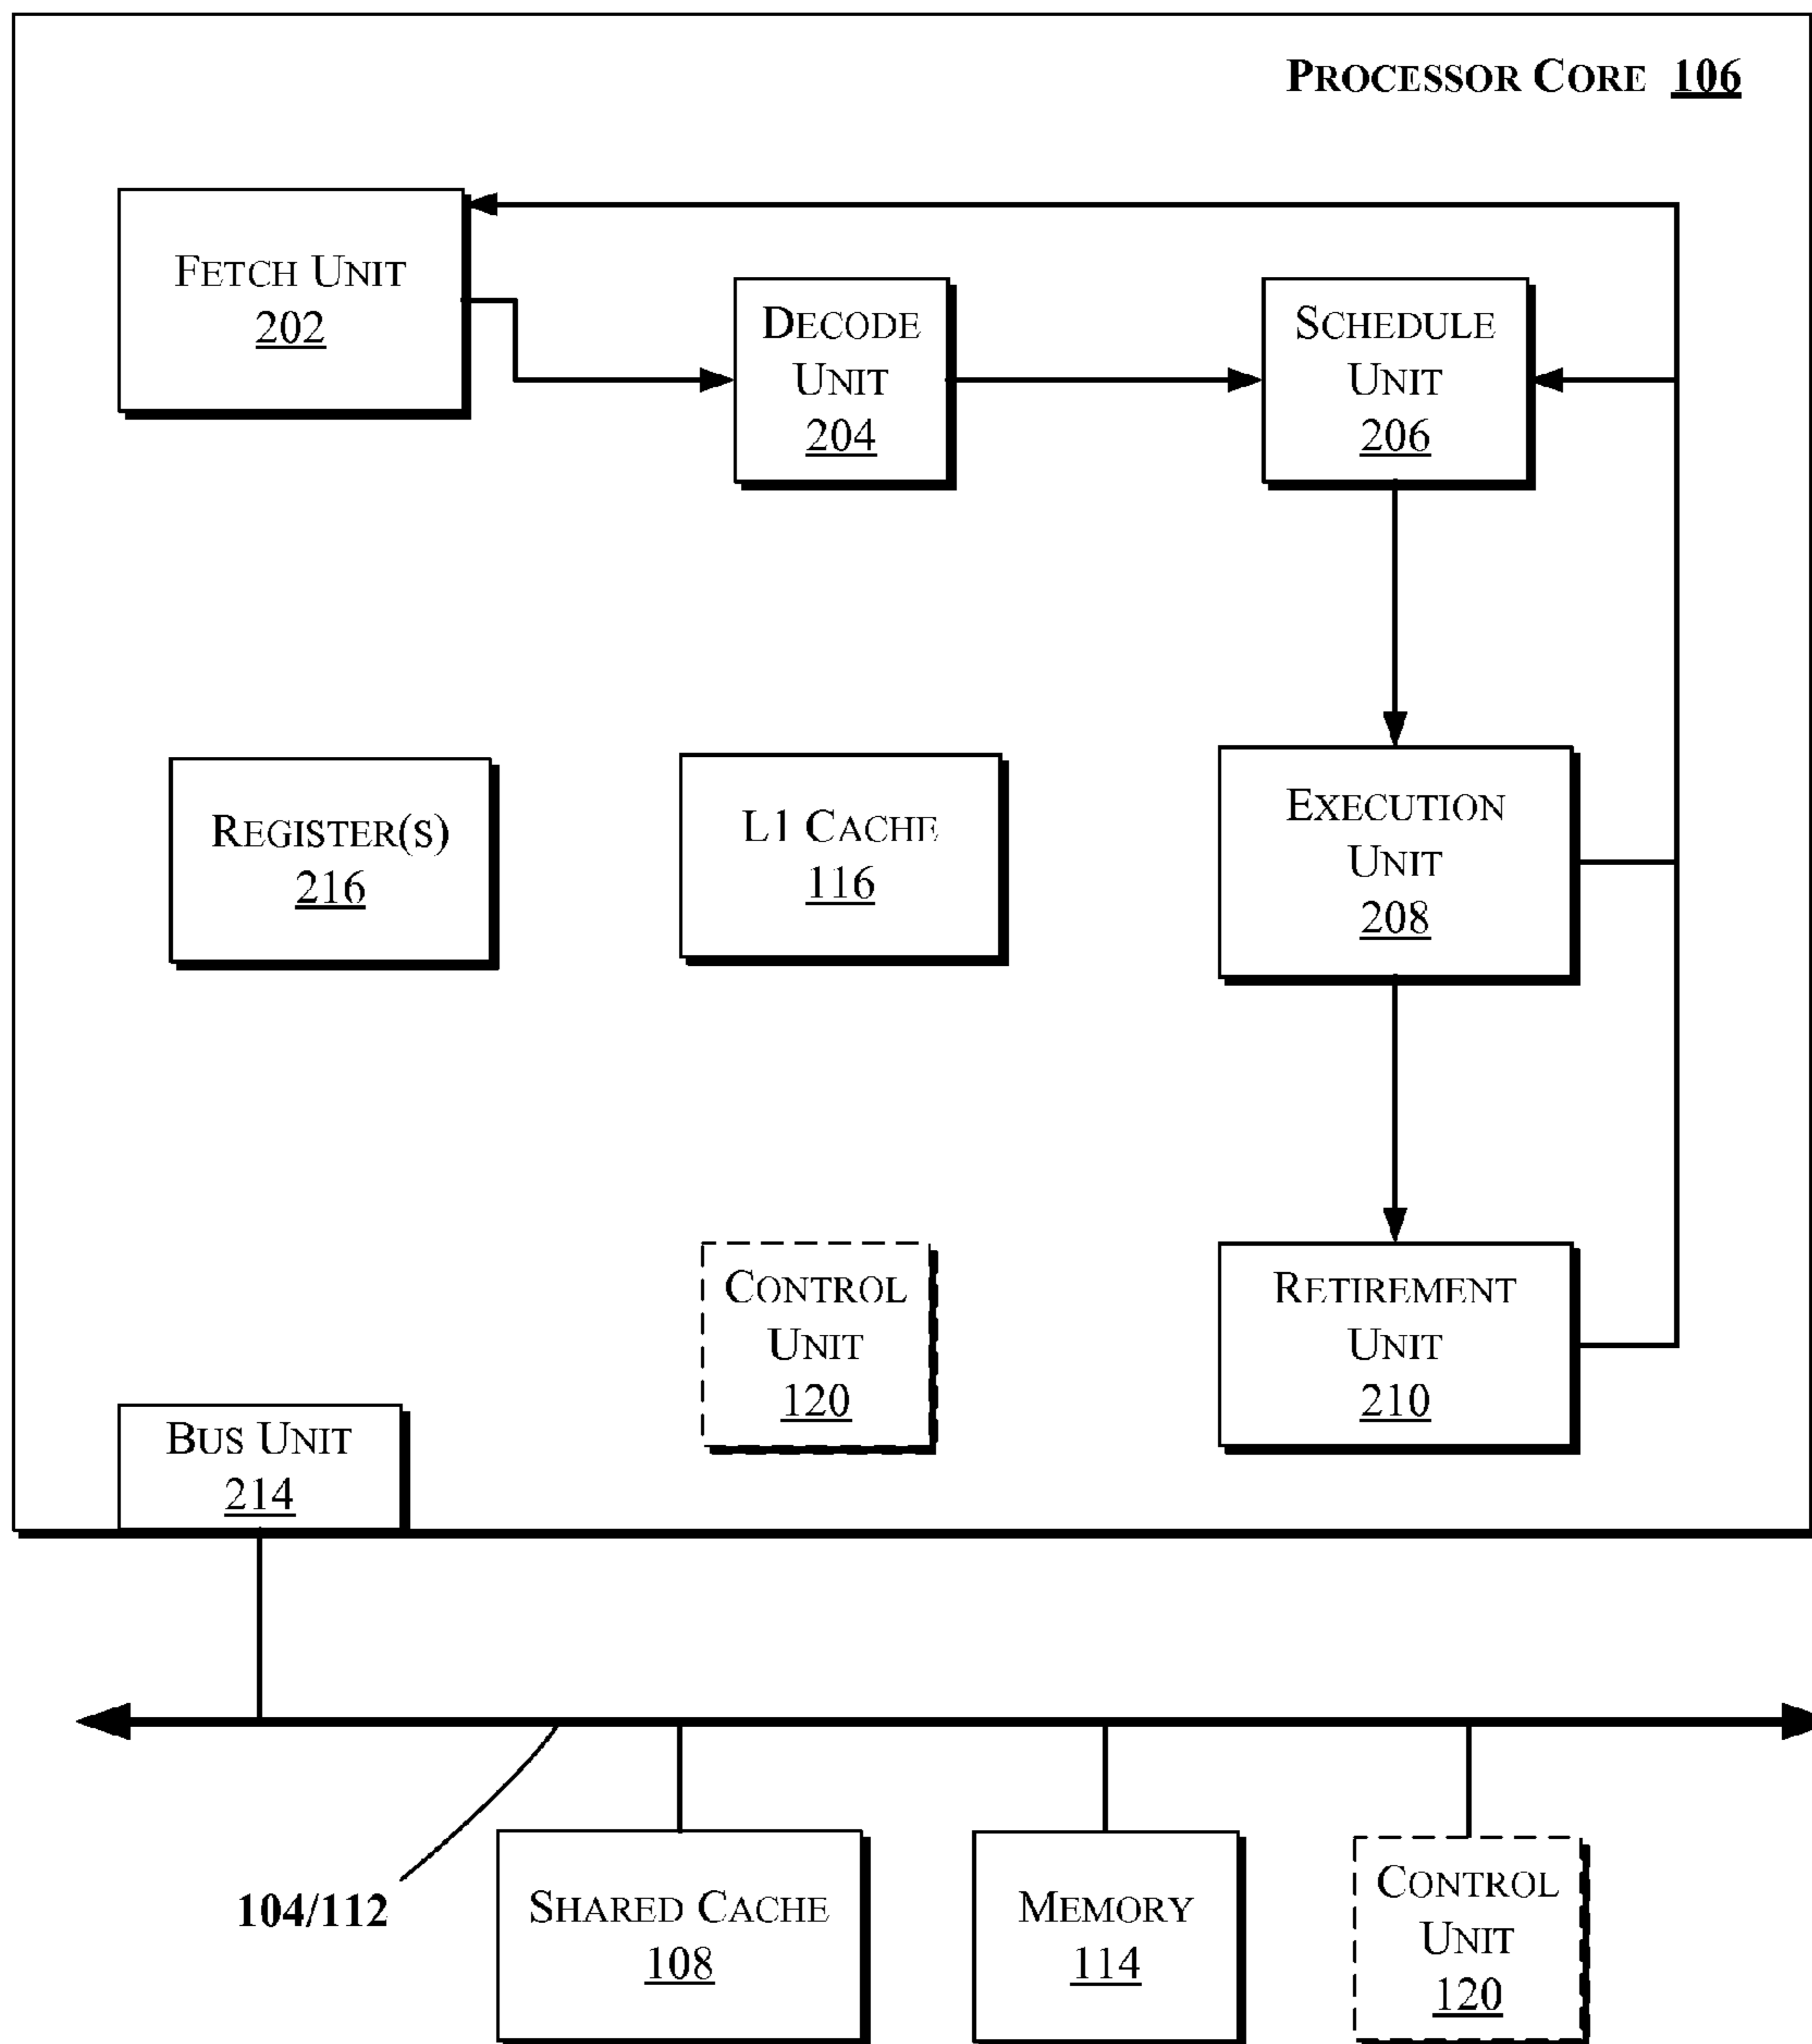 PROCESSOR CORE 106
FETCH UNIT
202
DECODE
UNIT
204
SCHEDULE
UNIT
206
REGISTER(S)
216
L1 CACHE
116
EXECUTION
UNIT
208
CONTROL
UNIT
120
RETIREMENT
UNIT
210
BUS UNIT
214
104/112
SHARED CACHE
108
MEMORY
114
CONTROL
UNIT
120